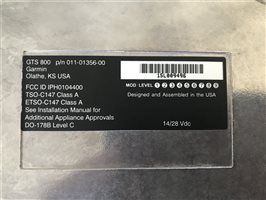 GTS 800 p/n 011-01356-00
Garmin
Olathe, KS USA
FCC ID IPH0104400
TSO-C147 Class A
ETSO-C147 Class A
See Installation Manual for
Additional Appliance Approvals
DO-178B Level C
15L009496
MOD LEVEL 1 2 3 4 5 6 7 8 9
Designed and Assembled in the USA
14/28 Vdc